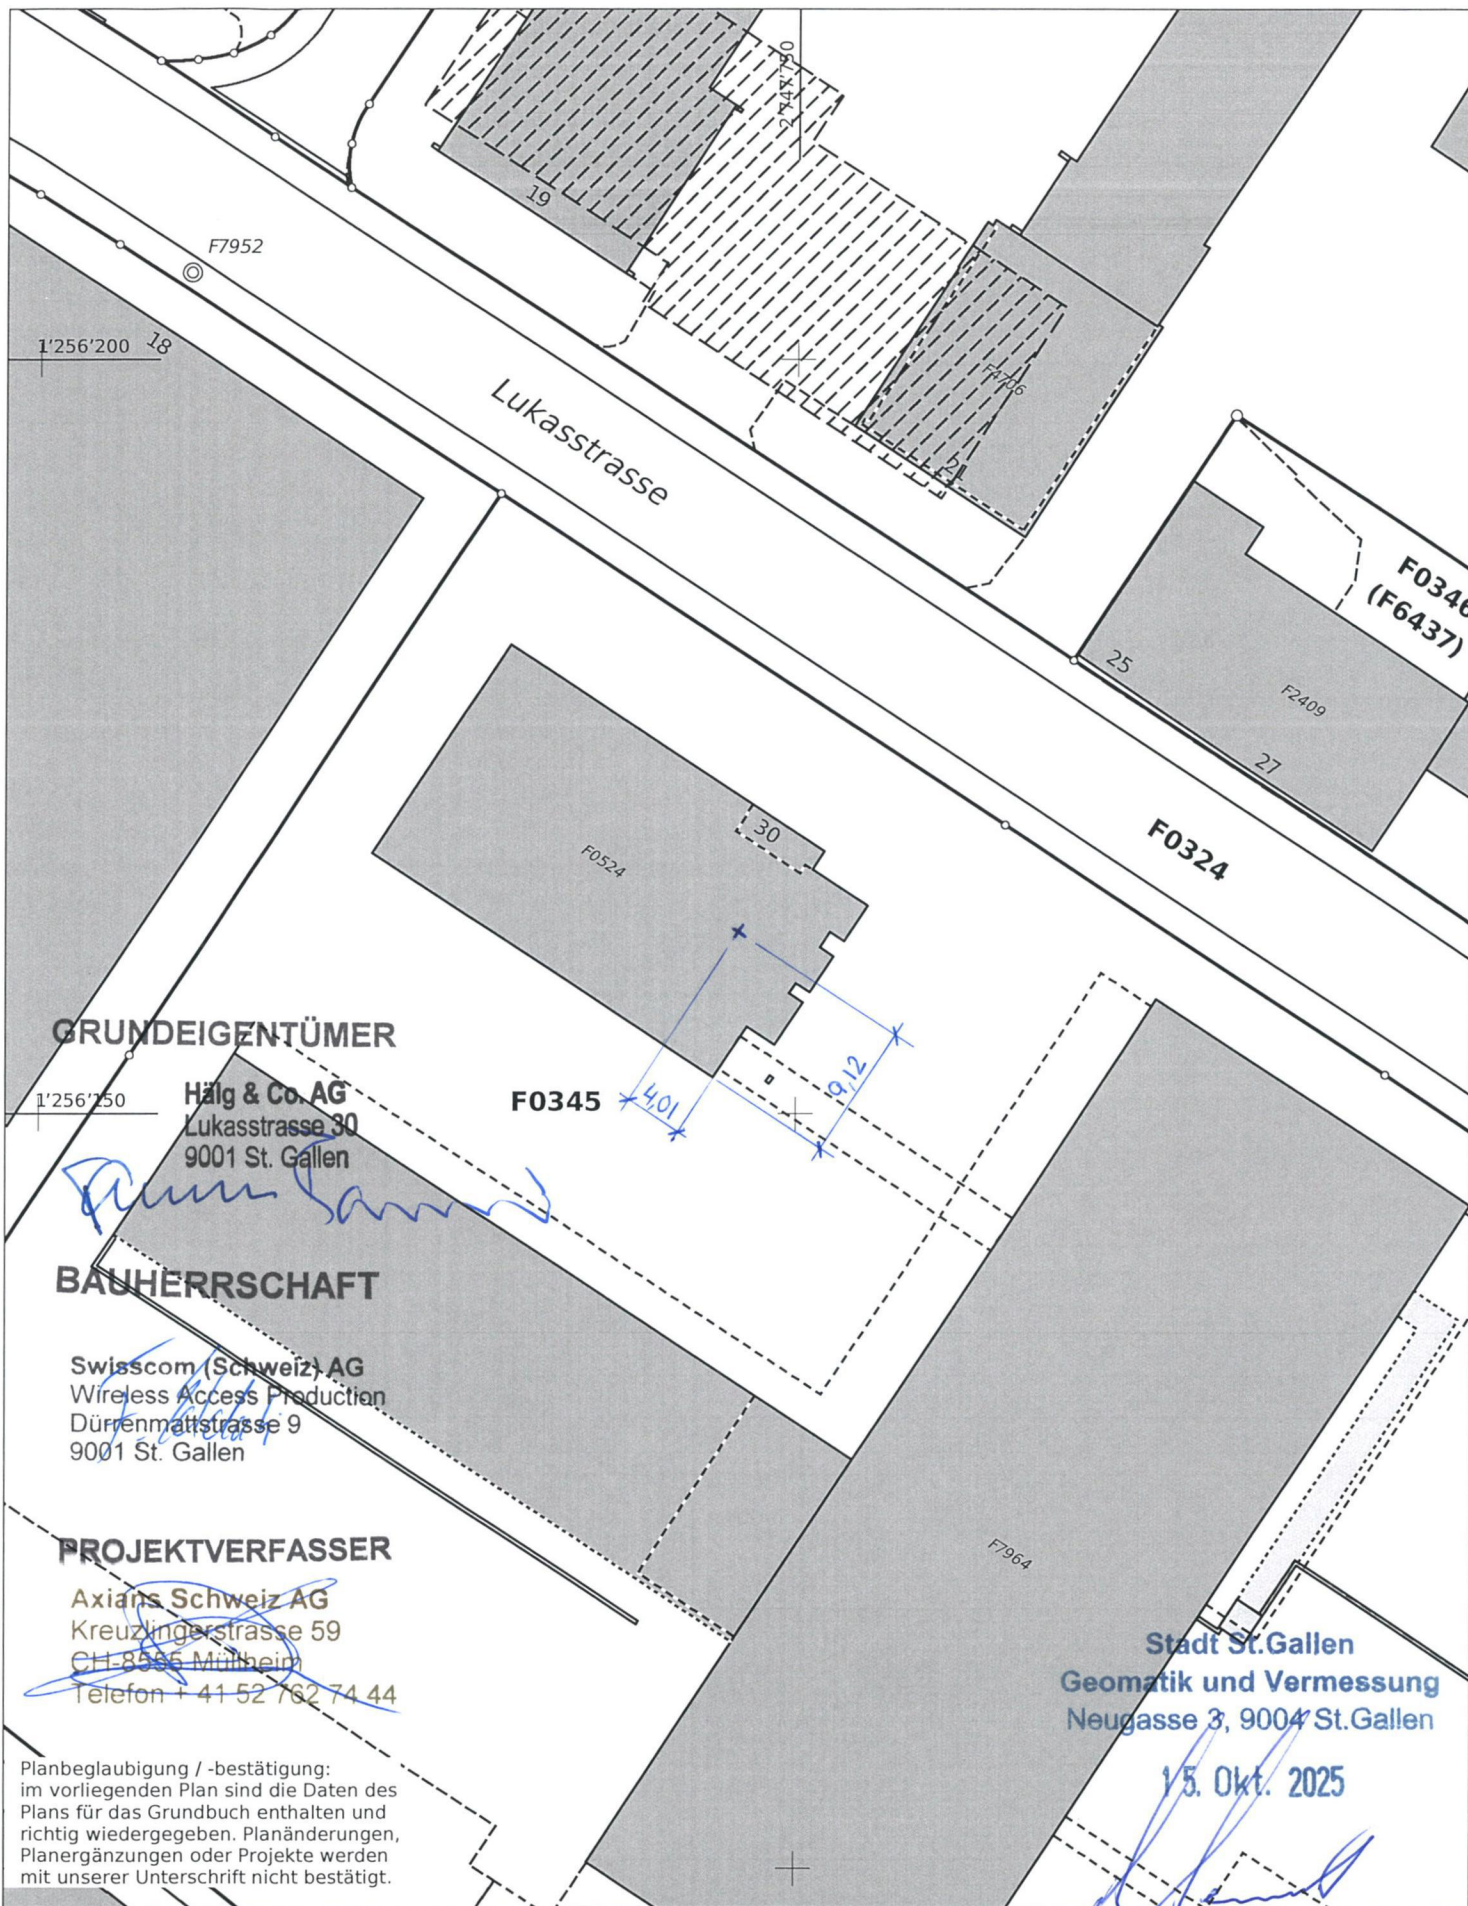 2'747'750
19
F7952
1'256'200
18
Lukasstrasse
F4706
21
F0346
(F6437)
25
F2409
27
F0324
30
F0524
GRUNDEIGENTÜMER
Hälg & Co. AG
Lukasstrasse 30
9001 St. Gallen
1'256'150
F0345
4,01
9,12
BAUHERRSCHAFT
Swisscom (Schweiz) AG
Wireless Access Production
Dürrenmattstrasse 9
9001 St. Gallen
PROJEKTVERFASSER
Axians Schweiz AG
Kreuzlingerstrasse 59
CH-8555 Müllheim
Telefon + 41 52 762 74 44
F7964
Stadt St.Gallen
Geomatik und Vermessung
Neugasse 3, 9004 St.Gallen
15. Okt. 2025
Planbeglaubigung / -bestätigung:
im vorliegenden Plan sind die Daten des
Plans für das Grundbuch enthalten und
richtig wiedergegeben. Planänderungen,
Planergänzungen oder Projekte werden
mit unserer Unterschrift nicht bestätigt.